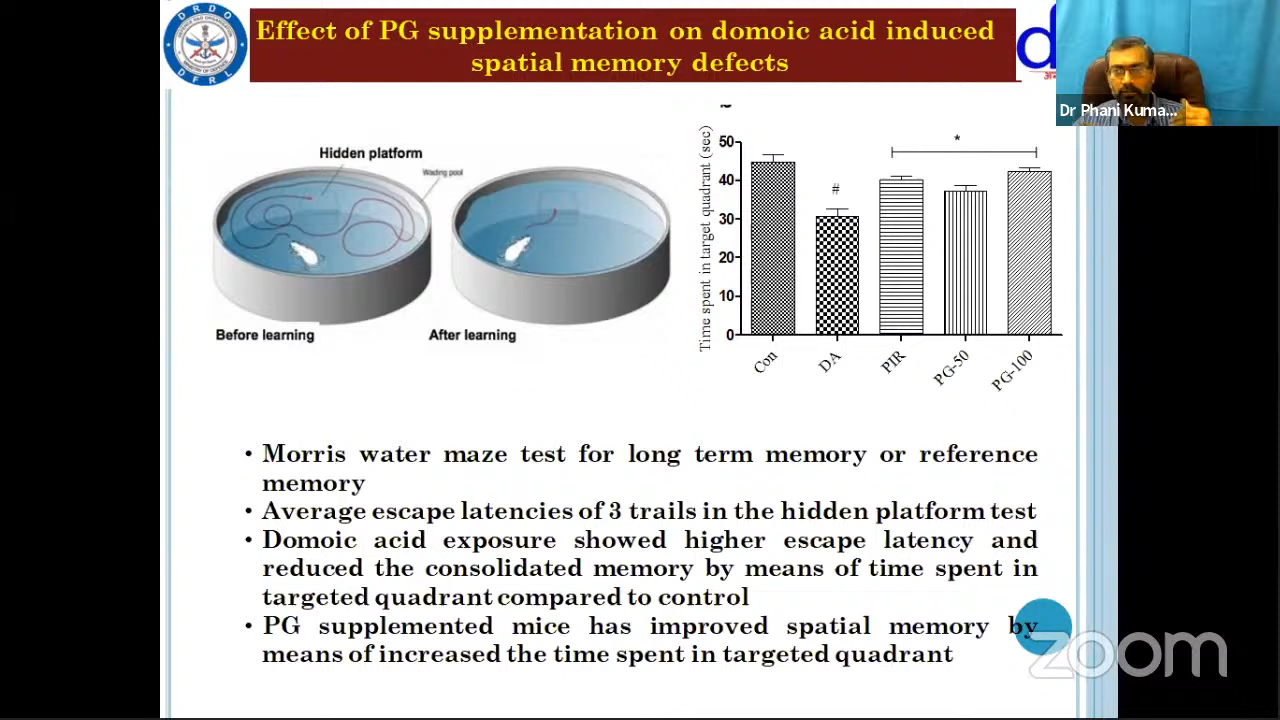 DRDO
MINISTRY OF DEFENCE
DFRL
Effect of PG supplementation on domoic acid induced
spatial memory defects
Dr Phani Kuma...
Hidden platform
Wading pool
Before learning
After learning
Time spent in target quadrant (sec)
50
40
30
20
10
0
#
*
Con
DA
PIR
PG-50
PG-100
• Morris water maze test for long term memory or reference
memory
• Average escape latencies of 3 trails in the hidden platform test
• Domoic acid exposure showed higher escape latency and
reduced the consolidated memory by means of time spent in
targeted quadrant compared to control
• PG supplemented mice has improved spatial memory by
means of increased the time spent in targeted quadrant
zoom